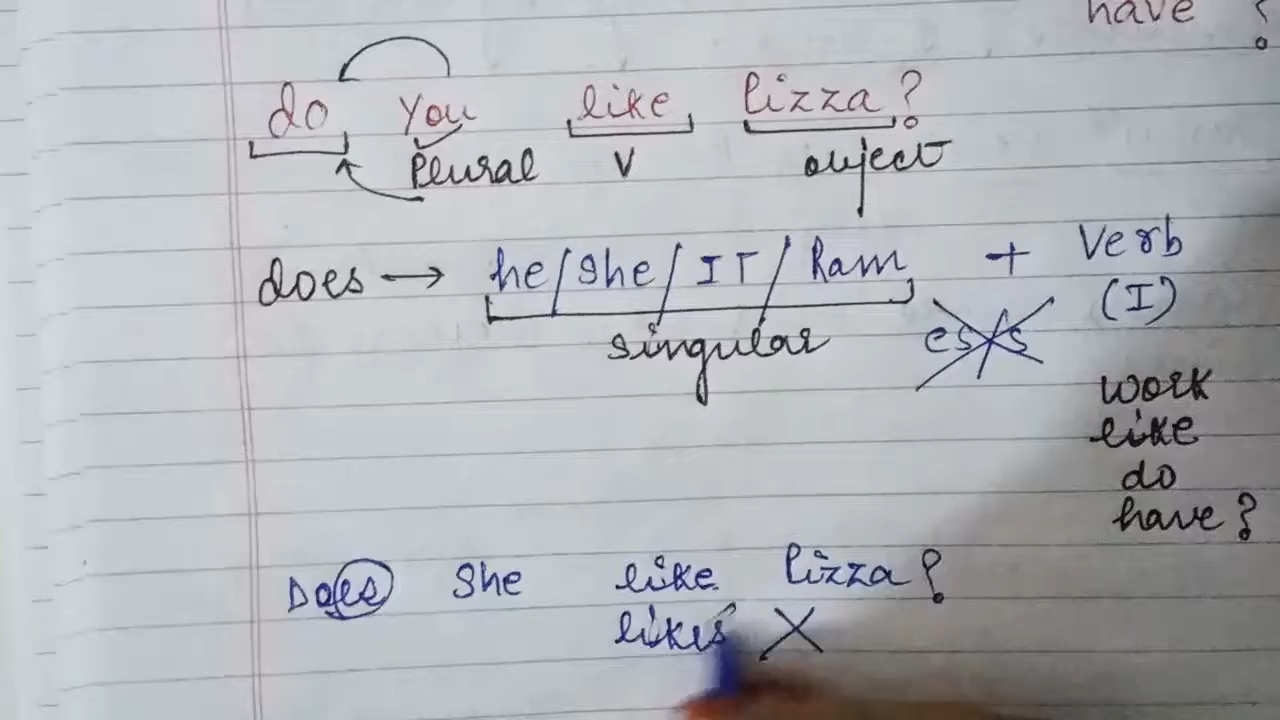 have ?
do you like pizza?
Plural V object
does → he/she/IT/Ram + Verb
(I)
singular es/s
work
like
do
have?
Does she like pizza?
likes X